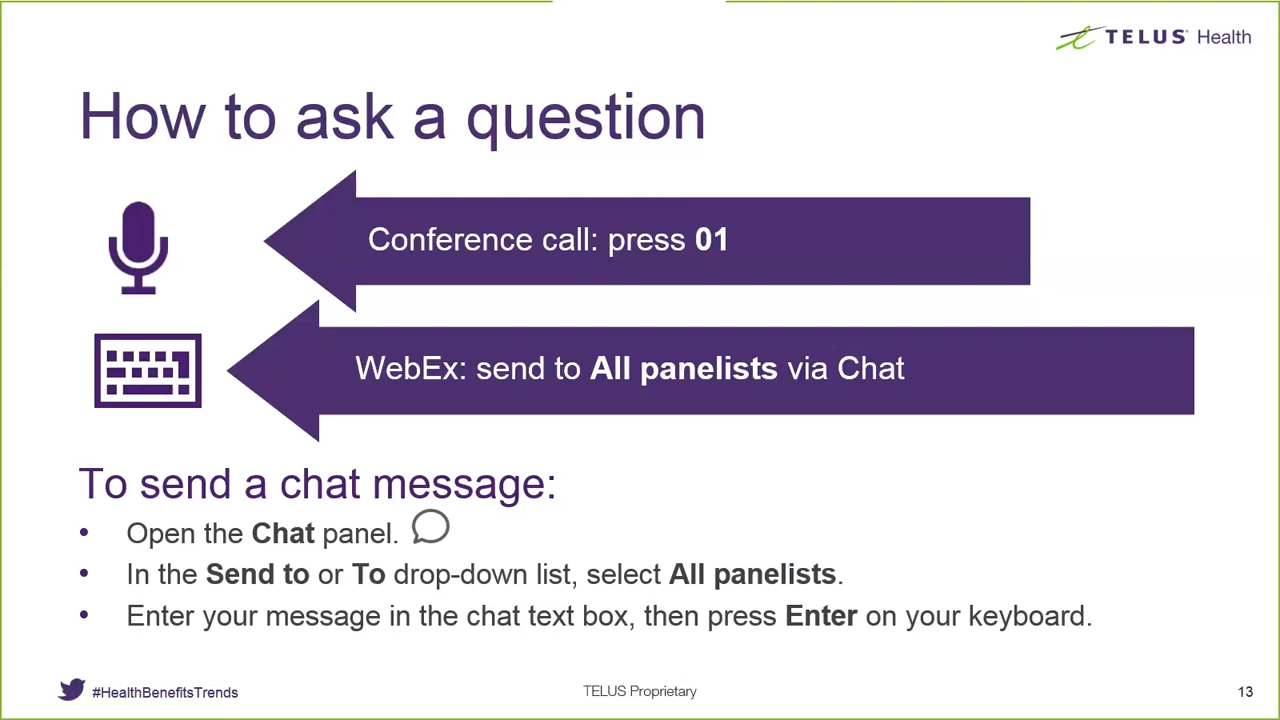 TELUS Health
How to ask a question
Conference call: press 01
WebEx: send to All panelists via Chat
To send a chat message:
• Open the Chat panel.
• In the Send to or To drop-down list, select All panelists.
• Enter your message in the chat text box, then press Enter on your keyboard.
#HealthBenefitsTrends
TELUS Proprietary
13